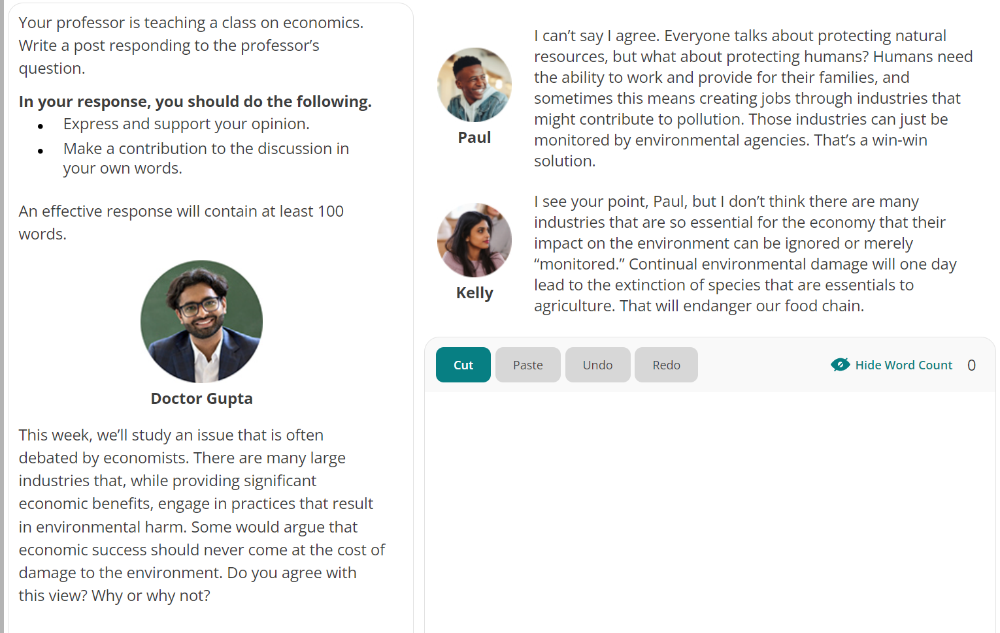 Your professor is teaching a class on economics.
Write a post responding to the professor’s
question.
In your response, you should do the following.
• Express and support your opinion.
• Make a contribution to the discussion in
your own words.
An effective response will contain at least 100
words.
Doctor Gupta
This week, we’ll study an issue that is often
debated by economists. There are many large
industries that, while providing significant
economic benefits, engage in practices that result
in environmental harm. Some would argue that
economic success should never come at the cost of
damage to the environment. Do you agree with
this view? Why or why not?
I can’t say I agree. Everyone talks about protecting natural
resources, but what about protecting humans? Humans need
the ability to work and provide for their families, and
sometimes this means creating jobs through industries that
might contribute to pollution. Those industries can just be
monitored by environmental agencies. That’s a win-win
solution.
Paul
I see your point, Paul, but I don’t think there are many
industries that are so essential for the economy that their
impact on the environment can be ignored or merely
“monitored.” Continual environmental damage will one day
lead to the extinction of species that are essentials to
agriculture. That will endanger our food chain.
Kelly
Cut Paste Undo Redo Hide Word Count 0